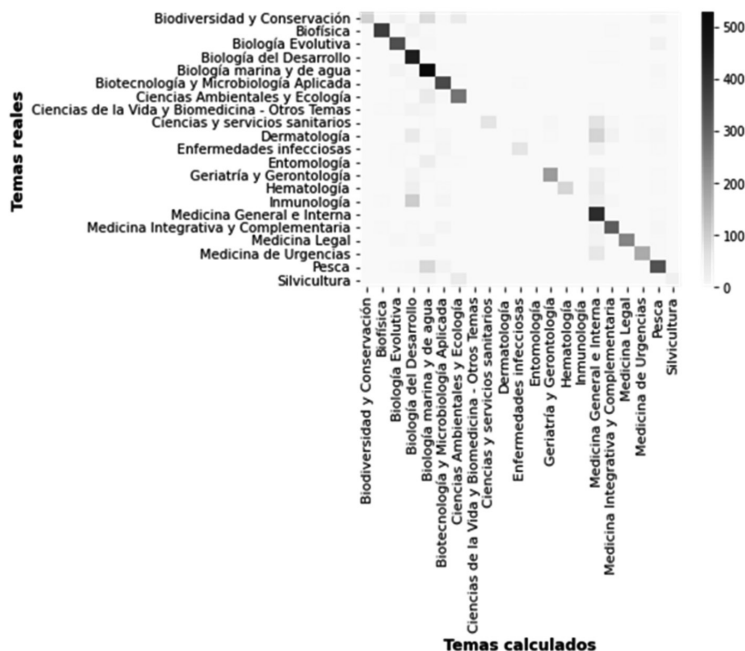 Temas reales
Biodiversidad y Conservación
Biofísica
Biología Evolutiva
Biología del Desarrollo
Biología marina y de agua
Biotecnología y Microbiología Aplicada
Ciencias Ambientales y Ecología
Ciencias de la Vida y Biomedicina - Otros Temas
Ciencias y servicios sanitarios
Dermatología
Enfermedades infecciosas
Entomología
Geriatría y Gerontología
Hematología
Inmunología
Medicina General e Interna
Medicina Integrativa y Complementaria
Medicina Legal
Medicina de Urgencias
Pesca
Silvicultura
500
400
300
200
100
0
Biodiversidad y Conservación
Biofísica
Biología Evolutiva
Biología del Desarrollo
Biología marina y de agua
Biotecnología y Microbiología Aplicada
Ciencias Ambientales y Ecología
Ciencias de la Vida y Biomedicina - Otros Temas
Ciencias y servicios sanitarios
Dermatología
Enfermedades infecciosas
Entomología
Geriatría y Gerontología
Hematología
Inmunología
Medicina General e Interna
Medicina Integrativa y Complementaria
Medicina Legal
Medicina de Urgencias
Pesca
Silvicultura
Temas calculados